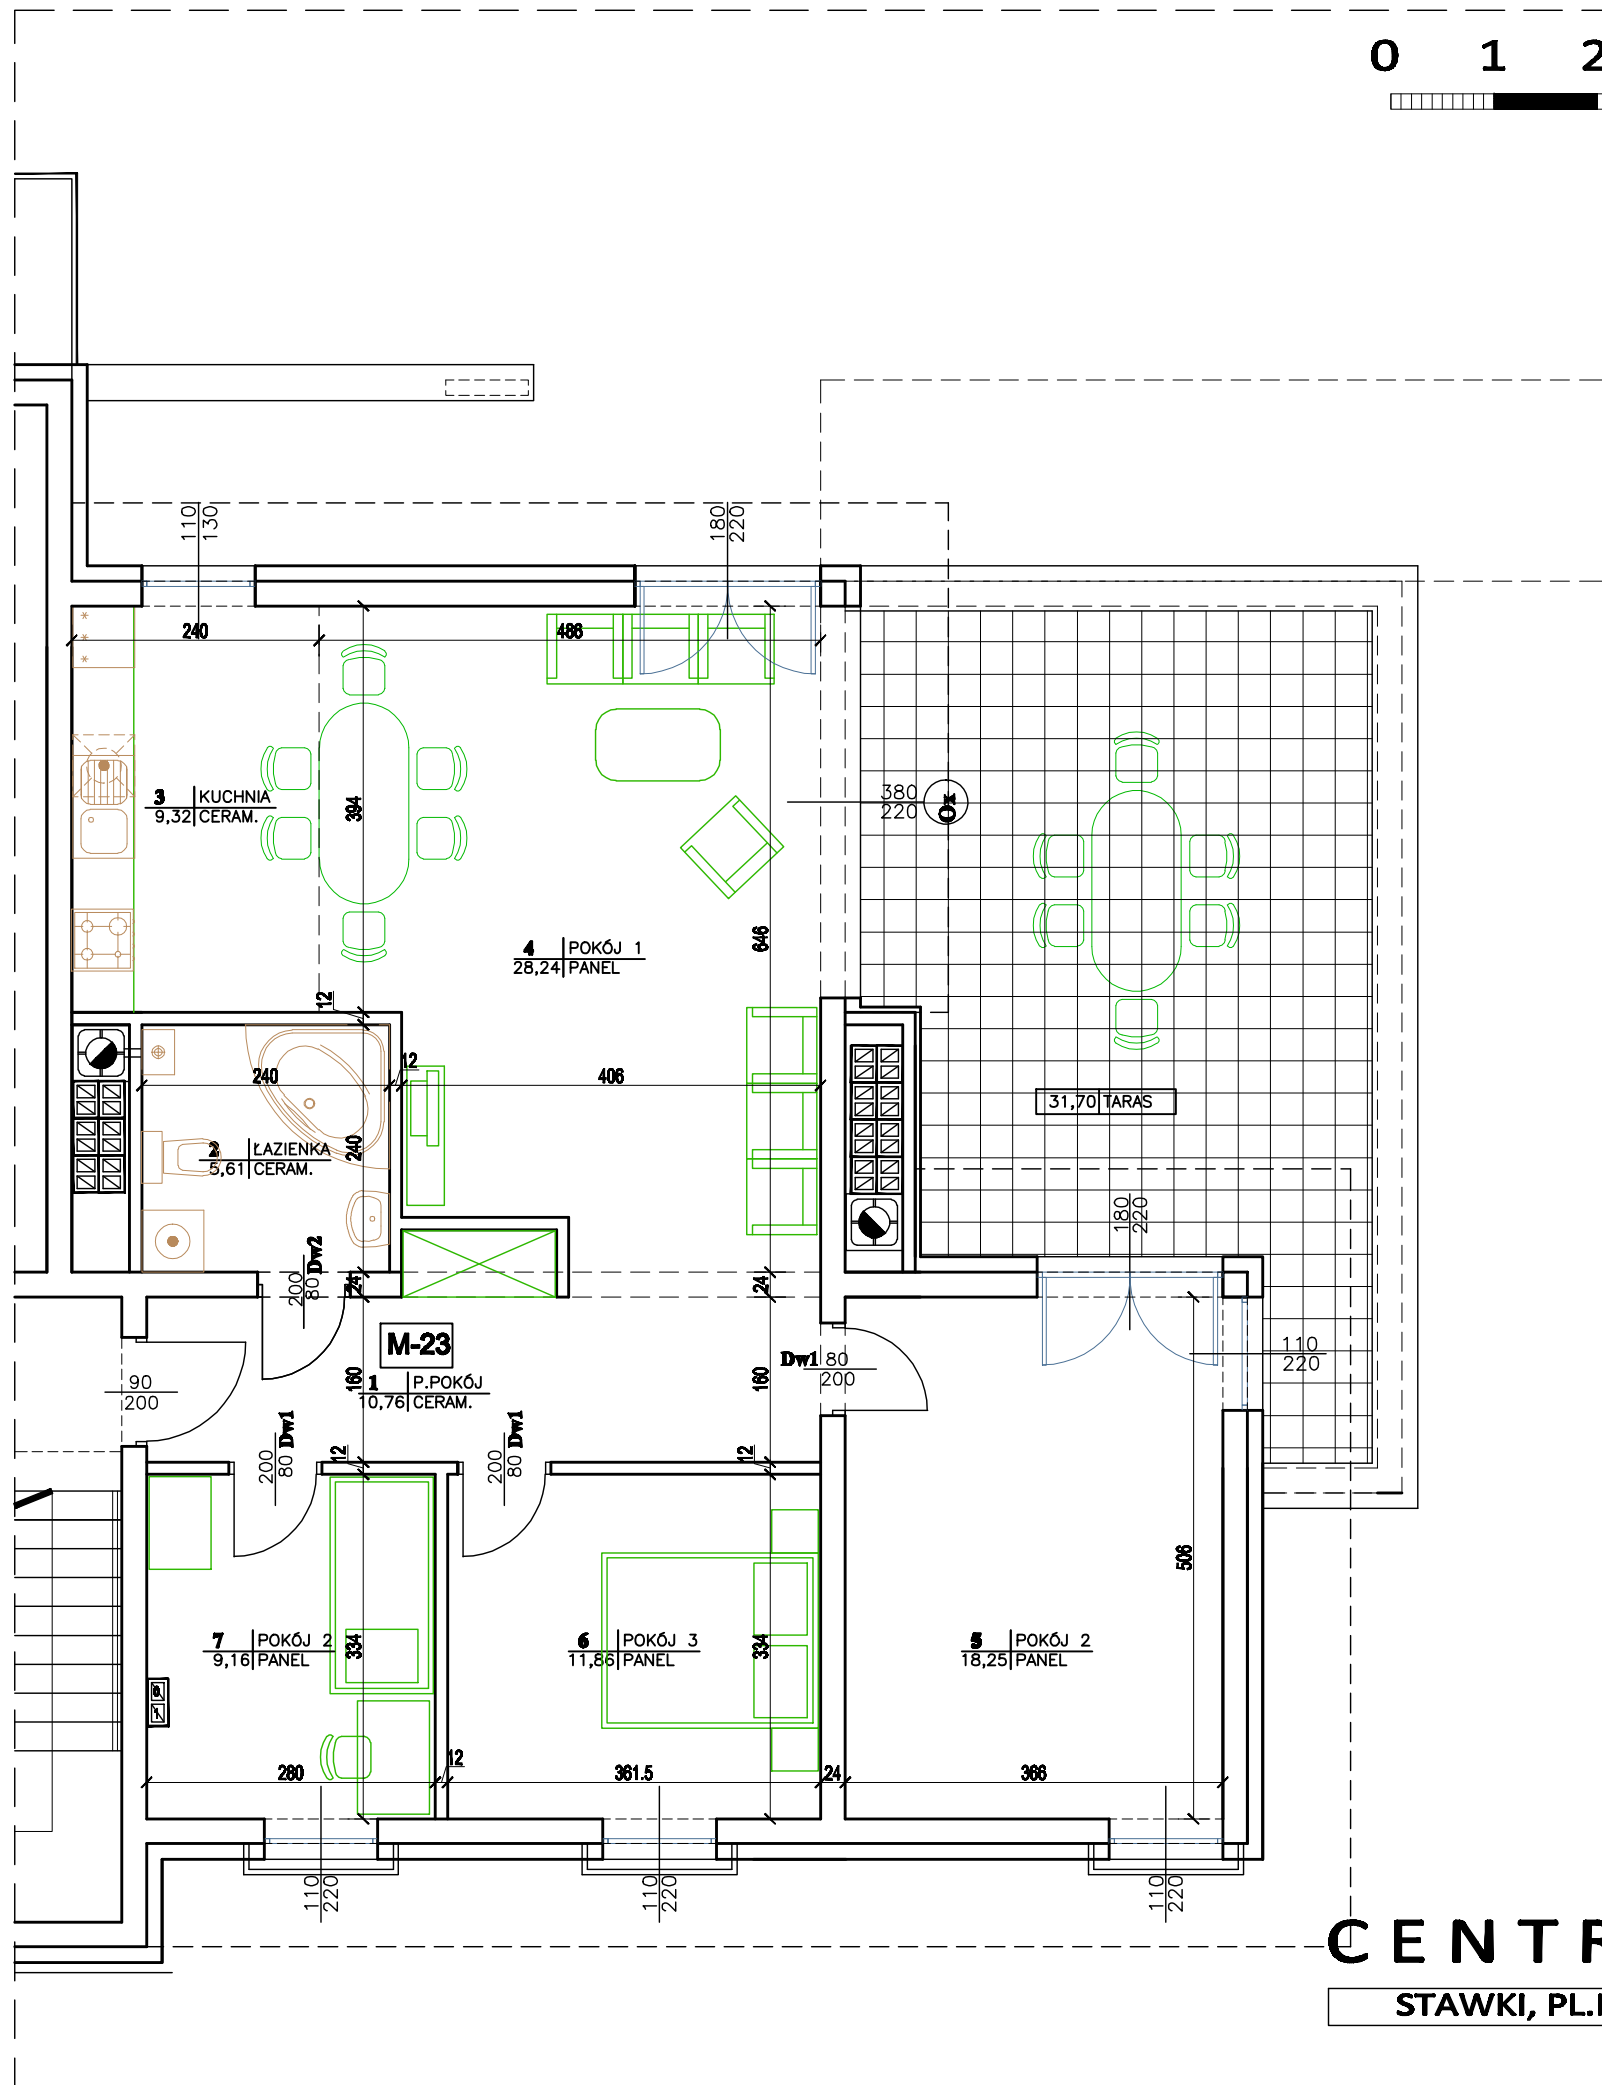 0 1 2
110
130
180
220
240
486
3 KUCHNIA
9,32 CERAM.
394
380
220
Ox
4 POKÓJ 1
28,24 PANEL
646
12
240
12
406
31,70 TARAS
2 ŁAZIENKA
5,61 CERAM.
240
180
220
200
80
Dw2
24
24
M-23
110
220
90
200
1 P.POKÓJ
10,76 CERAM.
160
160
Dw1 80
200
200
80
Dw1
12
200
80
Dw1
12
506
7 POKÓJ 2
9,16 PANEL
334
6 POKÓJ 3
11,86 PANEL
334
5 POKÓJ 2
18,25 PANEL
280
12
361.5
24
366
110
220
110
220
110
220
CENTR
STAWKI, PL.